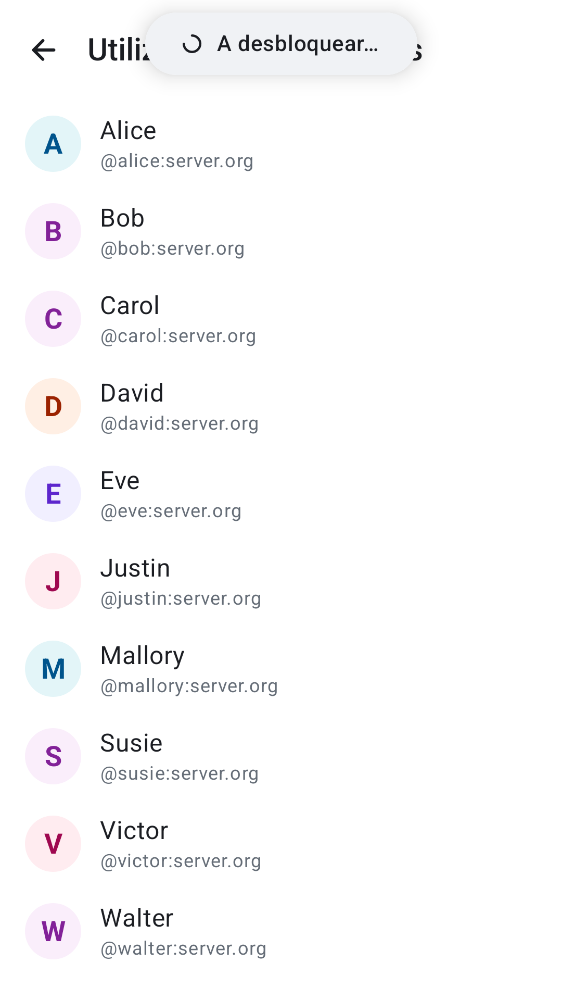 A desbloquear...
A
Alice
@alice:server.org
B
Bob
@bob:server.org
C
Carol
@carol:server.org
D
David
@david:server.org
E
Eve
@eve:server.org
J
Justin
@justin:server.org
M
Mallory
@mallory:server.org
S
Susie
@susie:server.org
V
Victor
@victor:server.org
W
Walter
@walter:server.org